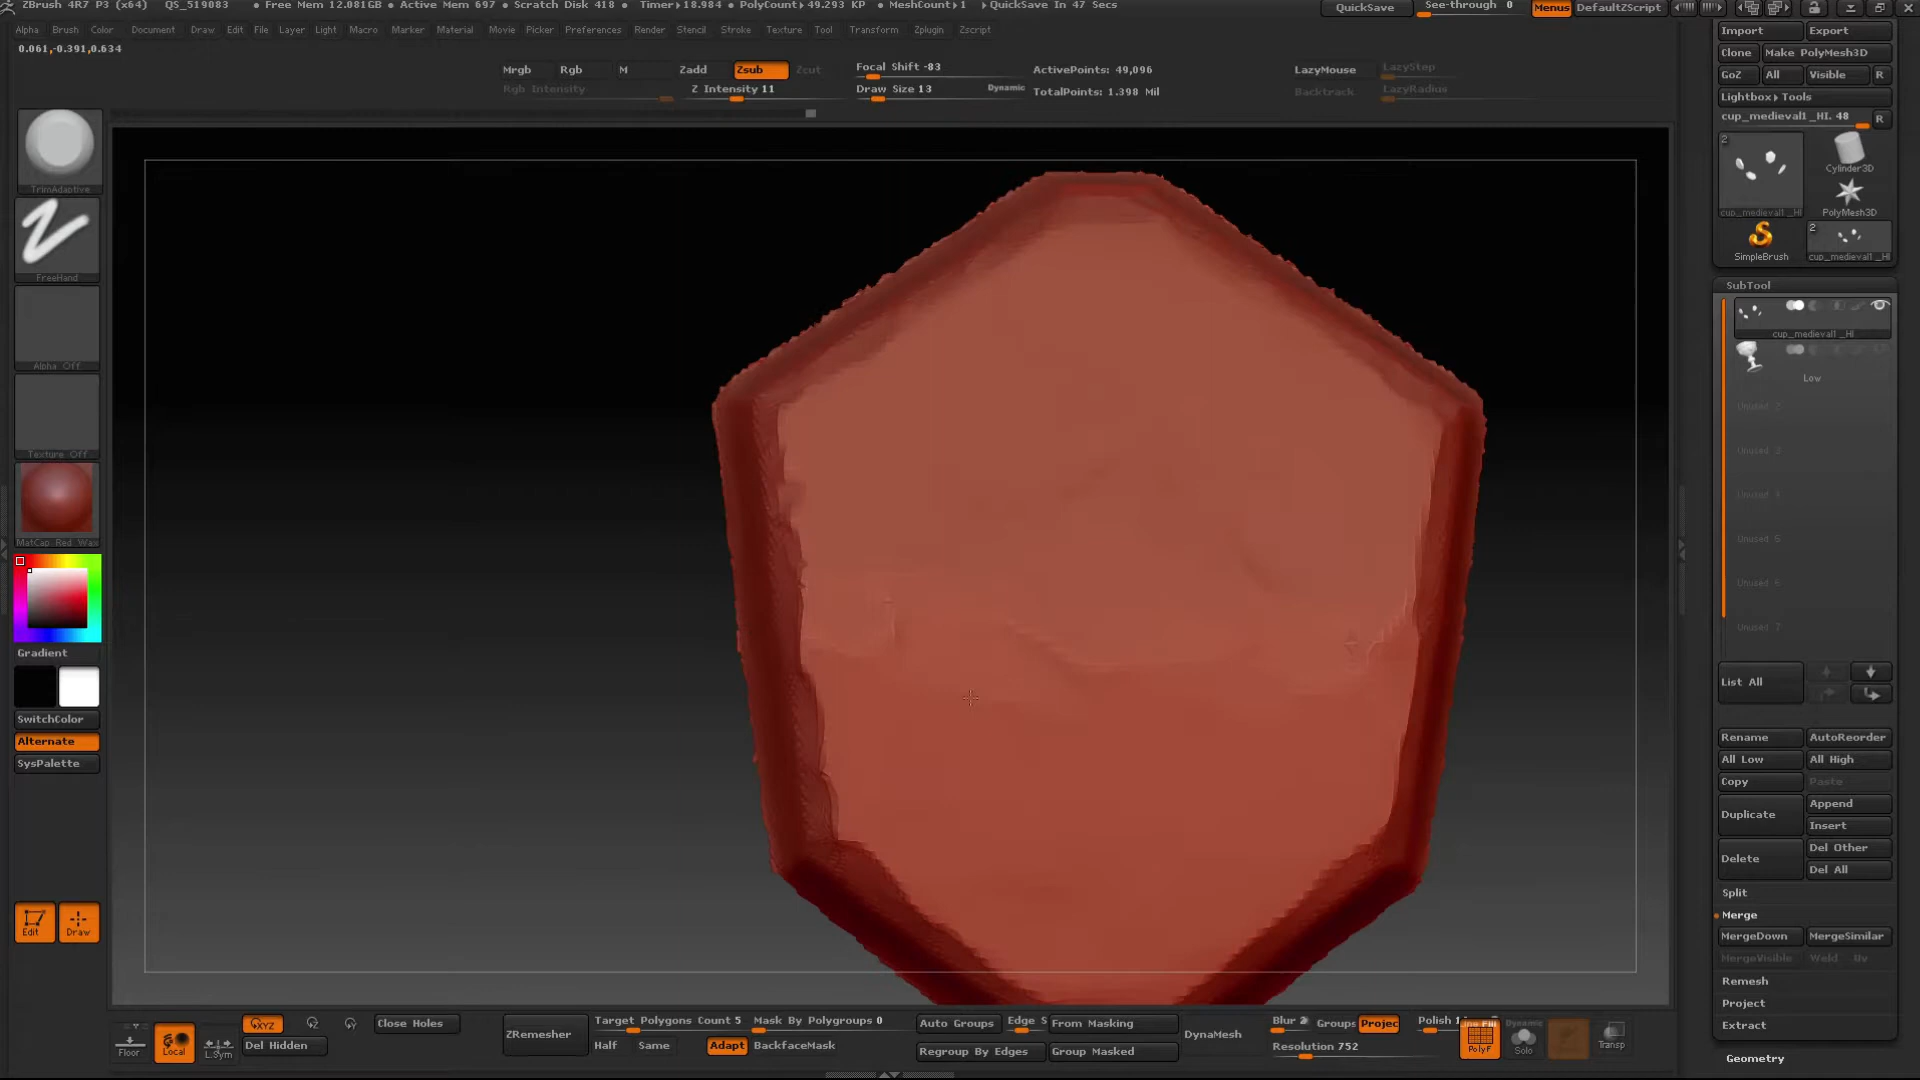 ZBrush 4R7 P3 (x64) QS_519083 • Free Mem 12.081GB • Active Mem 697 • Scratch Disk 418 • Timer▸18.984 • PolyCount▸49.293 KP • MeshCount▸1 ▸ QuickSave In 47 Secs QuickSave See-through 0 Menus DefaultZScript
Alpha Brush Color Document Draw Edit File Layer Light Macro Marker Material Movie Picker Preferences Render Stencil Stroke Texture Tool Transform Zplugin Zscript
0.061,-0.391,0.634
Mrgb Rgb M Zadd Zsub Zcut Focal Shift -83 ActivePoints: 49,096 LazyMouse LazyStep
Rgb Intensity Z Intensity 11 Draw Size 13 Dynamic TotalPoints: 1.398 Mil Backtrack LazyRadius
TrimAdaptive
FreeHand
Alpha Off
Texture Off
MatCap Red Wax
Gradient
SwitchColor
Alternate
SysPalette
Edit Draw
Import Export
Clone Make PolyMesh3D
GoZ All Visible R
Lightbox▸Tools
cup_medieval1_HI. 48 R
2
Cylinder3D
cup_medieval1_HI PolyMesh3D
2
SimpleBrush cup_medieval1_HI
SubTool
cup_medieval1_HI
Low
Unused 2
Unused 3
Unused 4
Unused 5
Unused 6
Unused 7
List All
Rename AutoReorder
All Low All High
Copy Paste
Duplicate Append
Insert
Delete Del Other
Del All
Split
Merge
MergeDown MergeSimilar
MergeVisible Weld Uv
Remesh
Project
Extract
Geometry
Floor Local L.Sym XYZ Close Holes
Del Hidden
ZRemesher Target Polygons Count 5 Mask By Polygroups 0
Half Same Adapt BackfaceMask
Auto Groups Edge S From Masking
Regroup By Edges Group Masked
DynaMesh Groups Projec
Resolution 752
PolyF Dynamic
Solo Transp